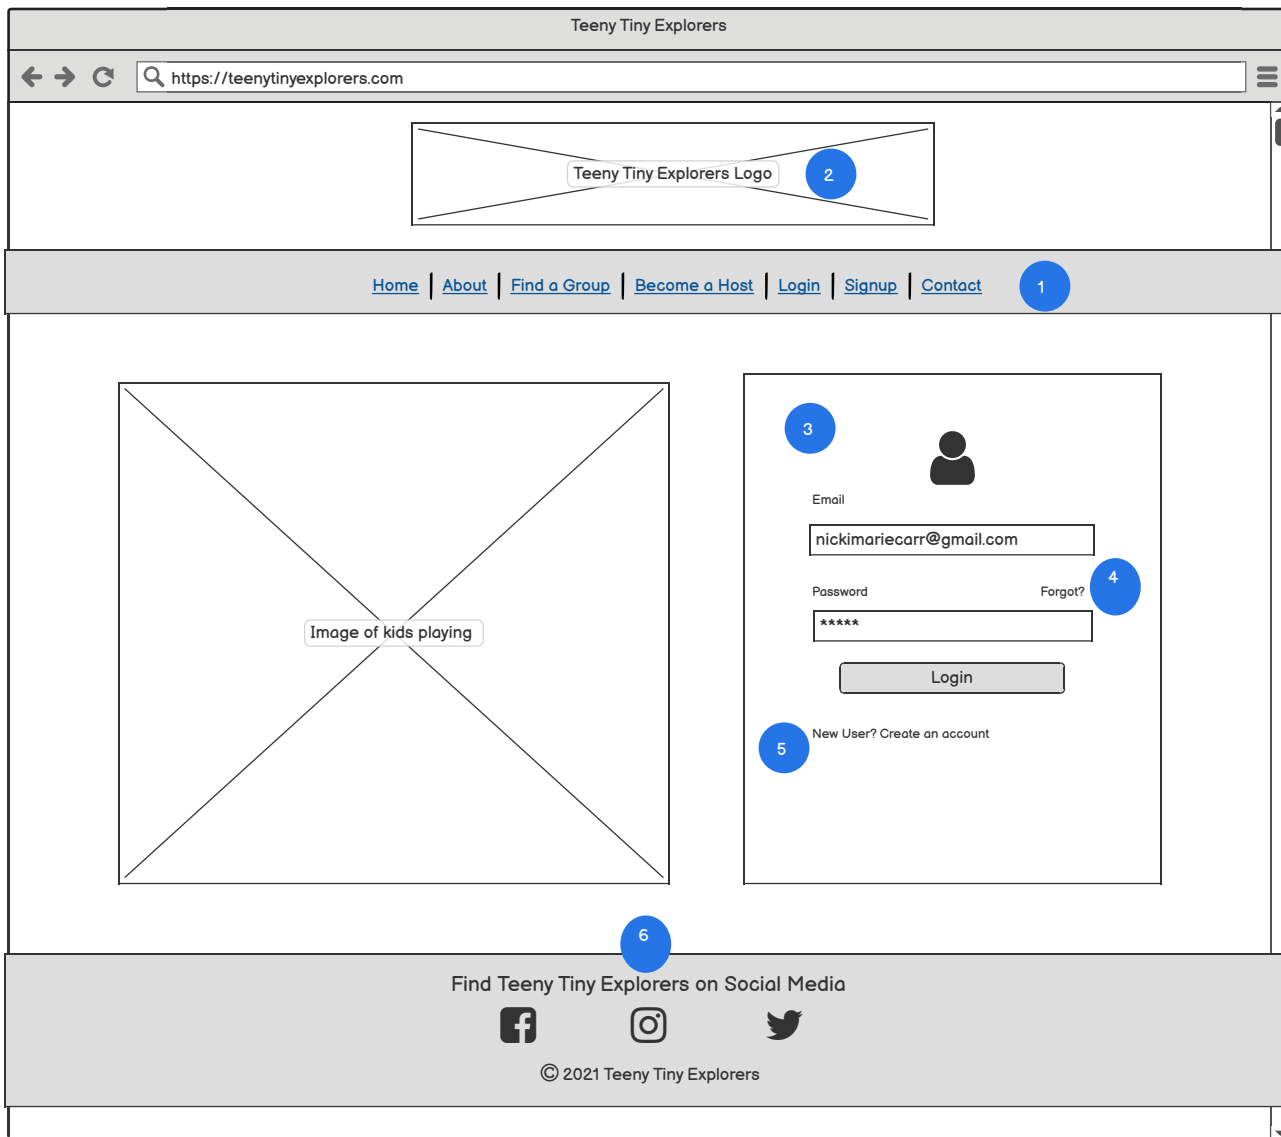 Teeny Tiny Explorers
https://teenytinyexplorers.com
Teeny Tiny Explorers Logo 2
Home About Find a Group Become a Host Login Signup Contact 1
3
Email
nickimariecarr@gmail.com
4
Password Forgot?
*****
Image of kids playing
Login
New User? Create an account
5
6
Find Teeny Tiny Explorers on Social Media
© 2021 Teeny Tiny Explorers